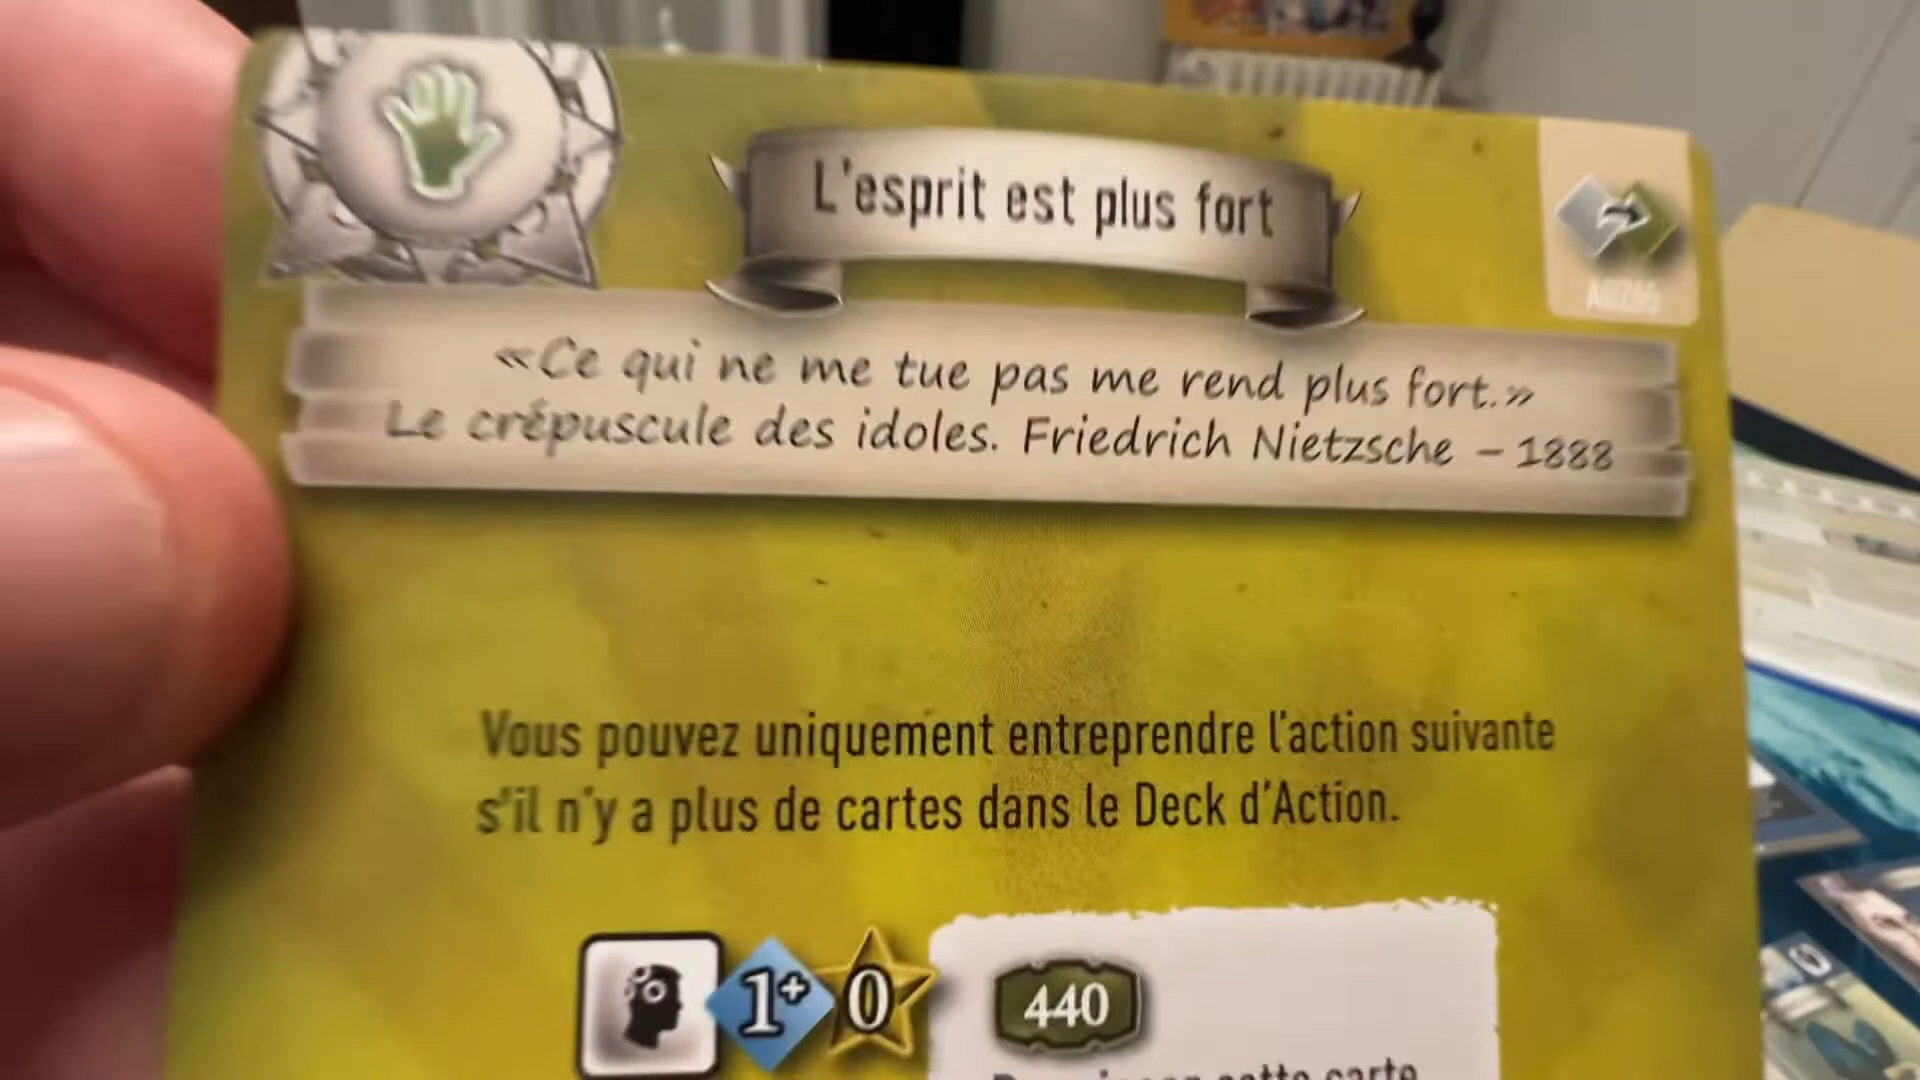 L'esprit est plus fort
«Ce qui ne me tue pas me rend plus fort.»
Le crépuscule des idoles. Friedrich Nietzsche – 1888
Vous pouvez uniquement entreprendre l'action suivante
s'il n'y a plus de cartes dans le Deck d'Action.
1+ 0
440
cette carte